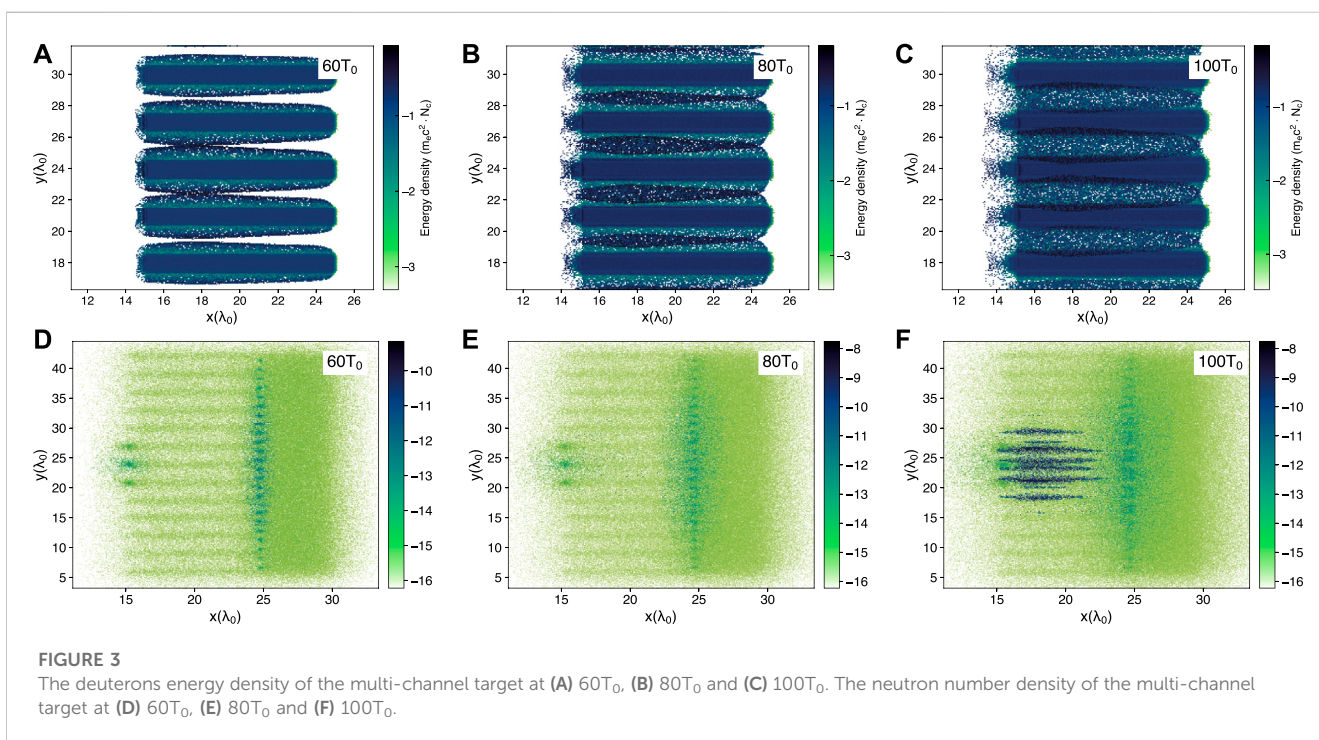 A
60T₀
30
28
26
24
22
20
18
y(λ₀)
12 14 16 18 20 22 24 26
x(λ₀)
−1
−2
−3
Energy density (mₑc² · N꜀)
B
80T₀
30
28
26
24
22
20
18
y(λ₀)
12 14 16 18 20 22 24 26
x(λ₀)
−1
−2
−3
Energy density (mₑc² · N꜀)
C
100T₀
30
28
26
24
22
20
18
y(λ₀)
12 14 16 18 20 22 24 26
x(λ₀)
−1
−2
−3
Energy density (mₑc² · N꜀)
D
60T₀
40
35
30
25
20
15
10
5
y(λ₀)
15 20 25 30
x(λ₀)
−10
−11
−12
−13
−14
−15
−16
E
80T₀
40
35
30
25
20
15
10
5
y(λ₀)
15 20 25 30
x(λ₀)
−8
−9
−10
−11
−12
−13
−14
−15
−16
F
100T₀
40
35
30
25
20
15
10
5
y(λ₀)
15 20 25 30
x(λ₀)
−8
−9
−10
−11
−12
−13
−14
−15
−16
FIGURE 3
The deuterons energy density of the multi-channel target at (A) 60T₀, (B) 80T₀ and (C) 100T₀. The neutron number density of the multi-channel
target at (D) 60T₀, (E) 80T₀ and (F) 100T₀.